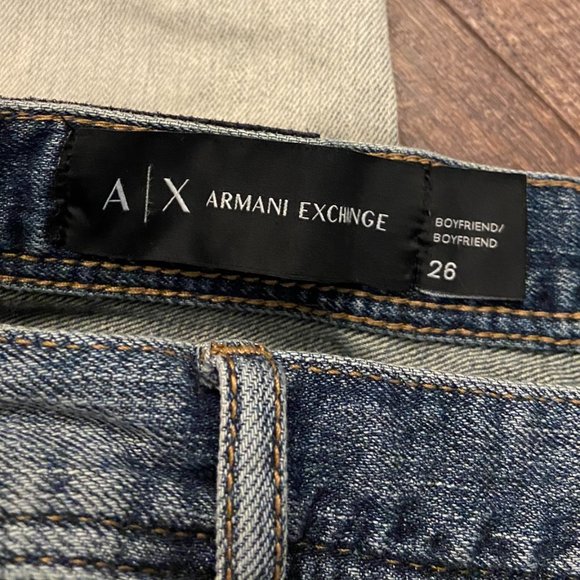 A|X ARMANI EXCHANGE
BOYFRIEND/
BOYFRIEND
26